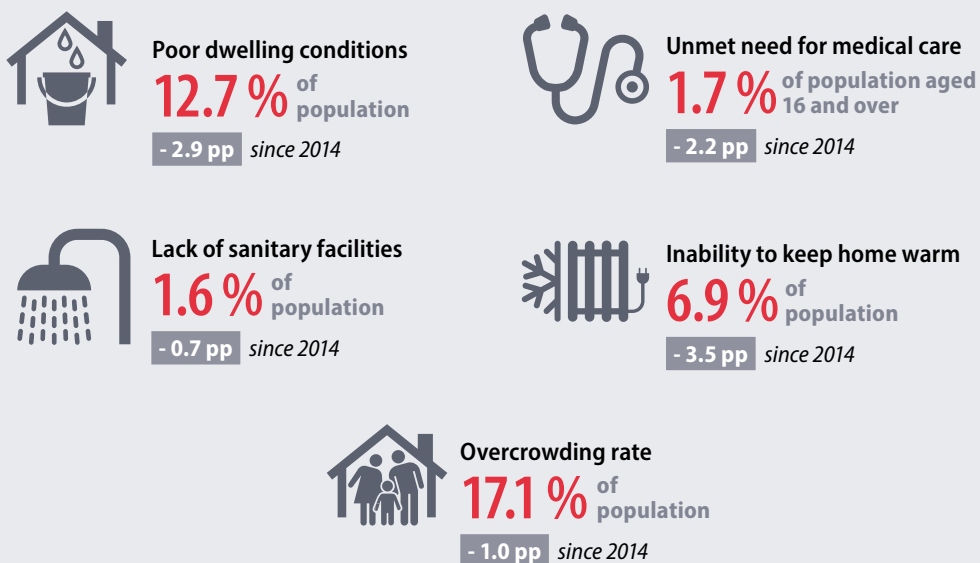 Poor dwelling conditions
12.7 % of
population
- 2.9 pp since 2014
Unmet need for medical care
1.7 % of population aged
16 and over
- 2.2 pp since 2014
Lack of sanitary facilities
1.6 % of
population
- 0.7 pp since 2014
Inability to keep home warm
6.9 % of
population
- 3.5 pp since 2014
Overcrowding rate
17.1 % of
population
- 1.0 pp since 2014